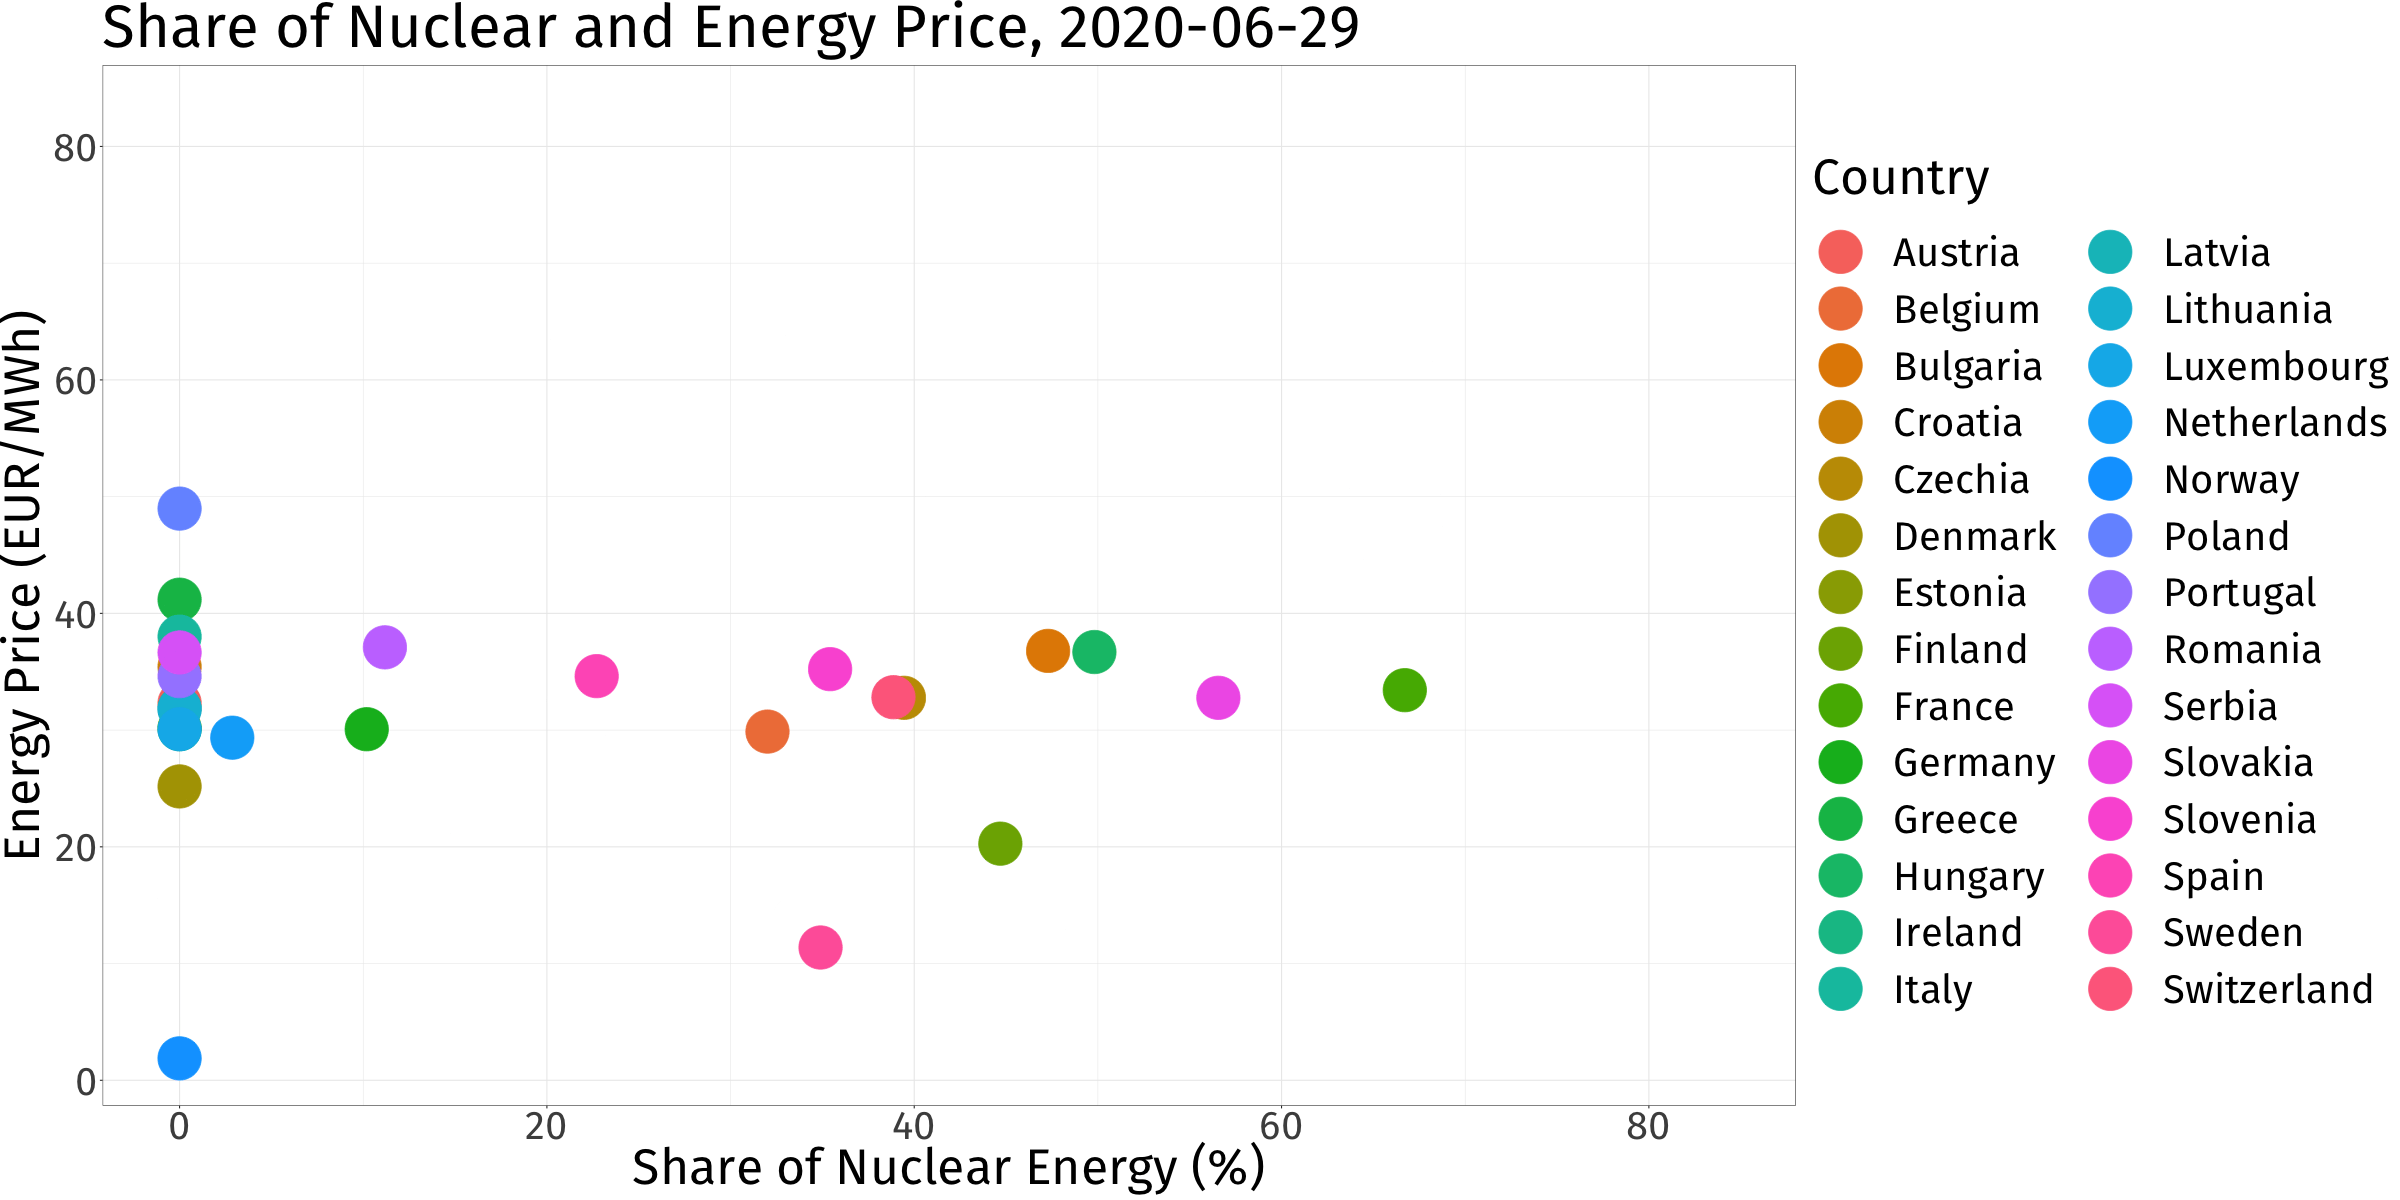 Share of Nuclear and Energy Price, 2020-06-29
80
60
40
20
0
Energy Price (EUR/MWh)
0 20 40 60 80
Share of Nuclear Energy (%)
Country
Austria
Belgium
Bulgaria
Croatia
Czechia
Denmark
Estonia
Finland
France
Germany
Greece
Hungary
Ireland
Italy
Latvia
Lithuania
Luxembourg
Netherlands
Norway
Poland
Portugal
Romania
Serbia
Slovakia
Slovenia
Spain
Sweden
Switzerland